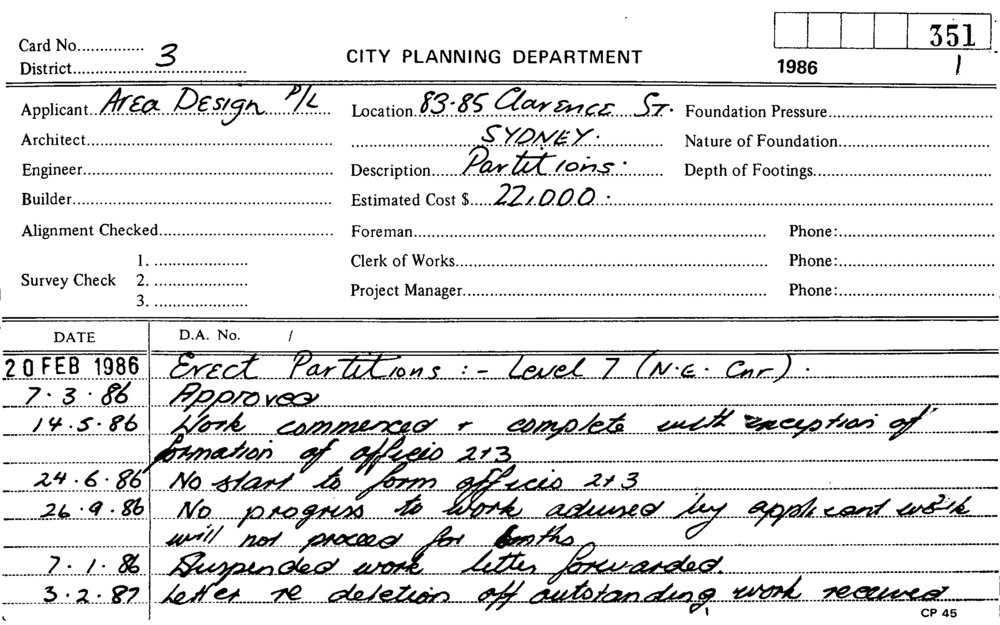 351
Card No............... 
District............... 3
CITY PLANNING DEPARTMENT
1986 1
Applicant Area Design P/L Location 83-85 Clarence St. Foundation Pressure
Architect SYDNEY. Nature of Foundation
Engineer Description Partitions. Depth of Footings
Builder Estimated Cost $ 22,000.
Alignment Checked Foreman Phone:
Survey Check 1. Clerk of Works Phone:
2.
3. Project Manager Phone:
DATE D.A. No. /
20 FEB 1986 Erect Partitions :- Level 7 (N.E. Cnr).
7.3.86 Approved
14.5.86 Work commenced + complete with exception of
formation of officis 2+3
24.6.86 No start to form officis 2+3
26.9.86 No progress to work advised by applicant work
will not proceed for 6mths
7.1.86 Suspended work letter forwarded.
3.2.87 Letter re deletion off outstanding work received
CP 45